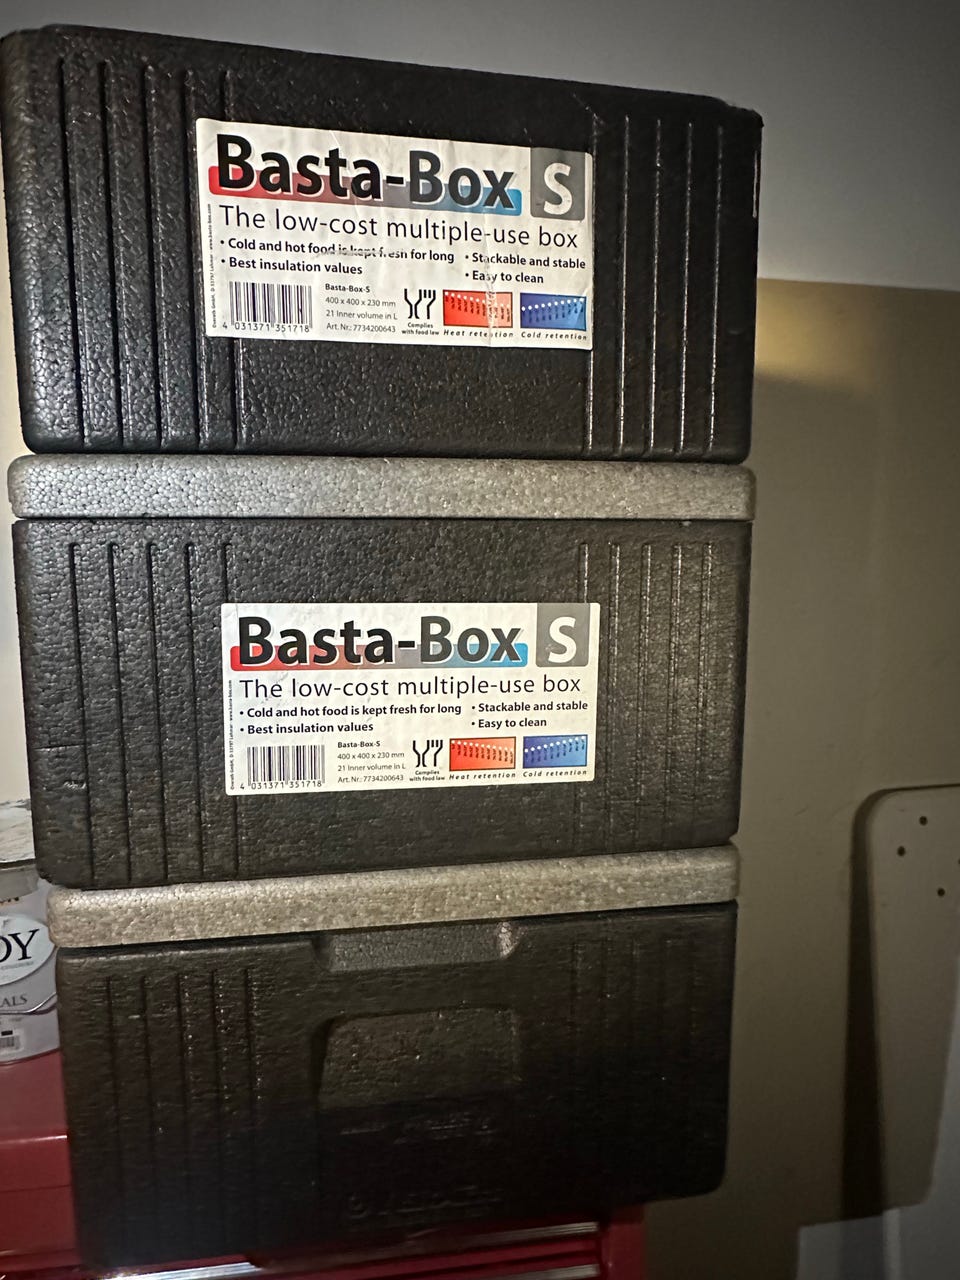 Basta-Box S
The low-cost multiple-use box
• Cold and hot food is kept fresh for long
• Best insulation values
• Stackable and stable
• Easy to clean
Basta-Box-S
400 x 400 x 230 mm
21 Inner volume in L
Art. Nr.: 7734200643
4 031371 351718
Complies
with food law
Heat retention
Cold retention
Basta-Box S
The low-cost multiple-use box
• Cold and hot food is kept fresh for long
• Best insulation values
• Stackable and stable
• Easy to clean
Basta-Box-S
400 x 400 x 230 mm
21 Inner volume in L
Art. Nr.: 7734200643
4 031371 351718
Complies
with food law
Heat retention
Cold retention
DY
ALS